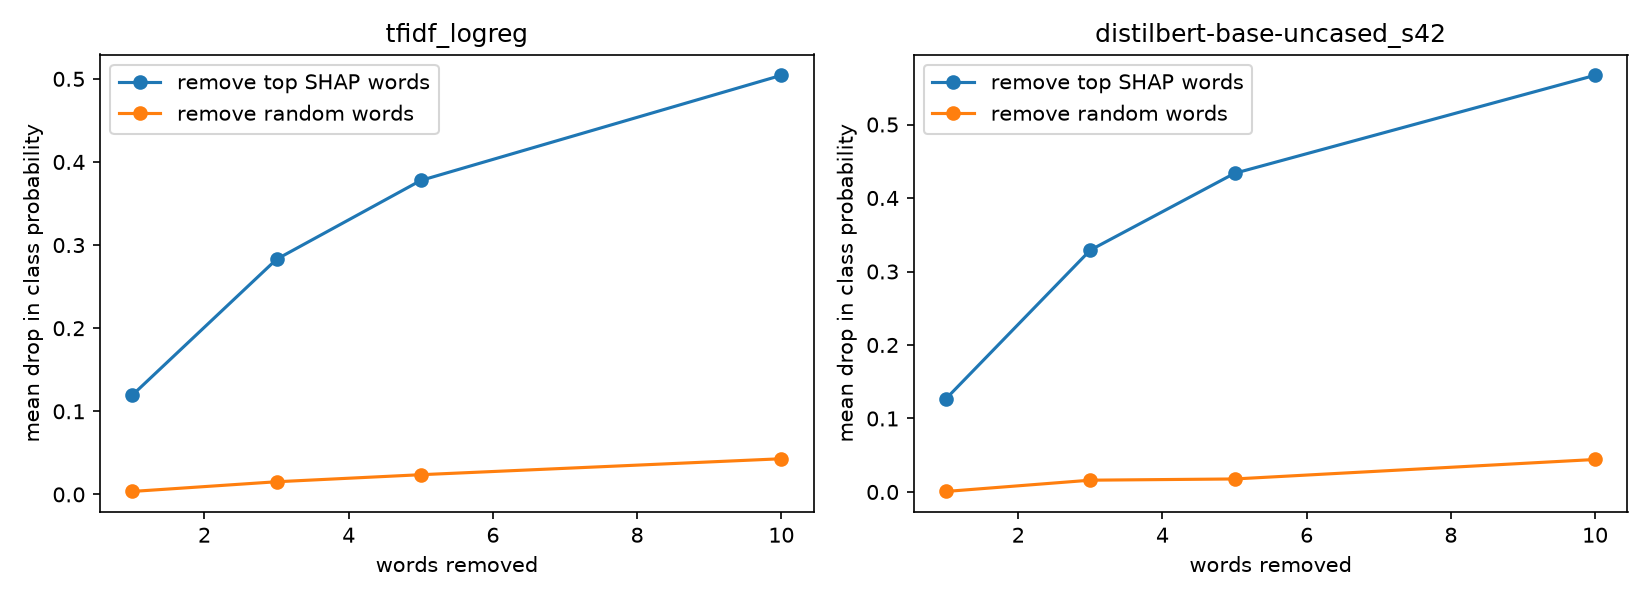 tfidf_logreg
remove top SHAP words
remove random words
mean drop in class probability
0.5
0.4
0.3
0.2
0.1
0.0
2 4 6 8 10
words removed
distilbert-base-uncased_s42
remove top SHAP words
remove random words
mean drop in class probability
0.5
0.4
0.3
0.2
0.1
0.0
2 4 6 8 10
words removed